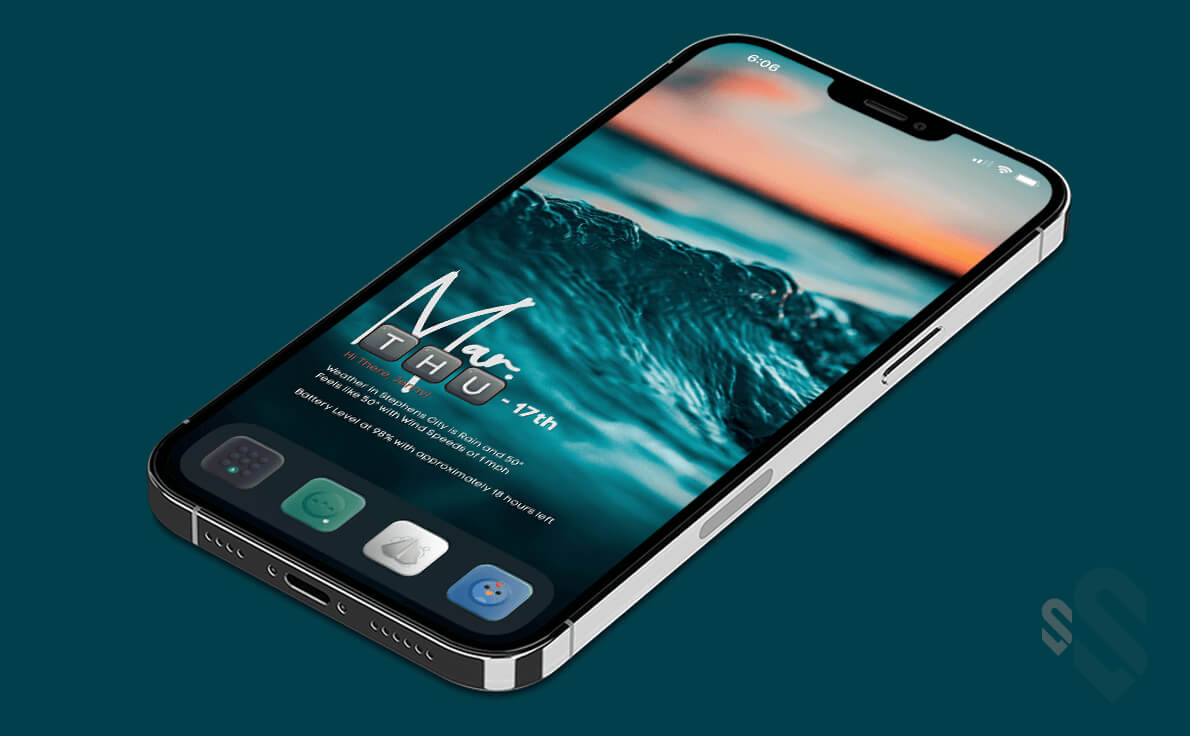 6:06
Mar.
THU - 17th
Hi There,
Weather in Stephens City is Rain and 50°
Feels like 50° with Wind Speeds of 1 mph
Battery Level at 98% with approximately 18 hours left